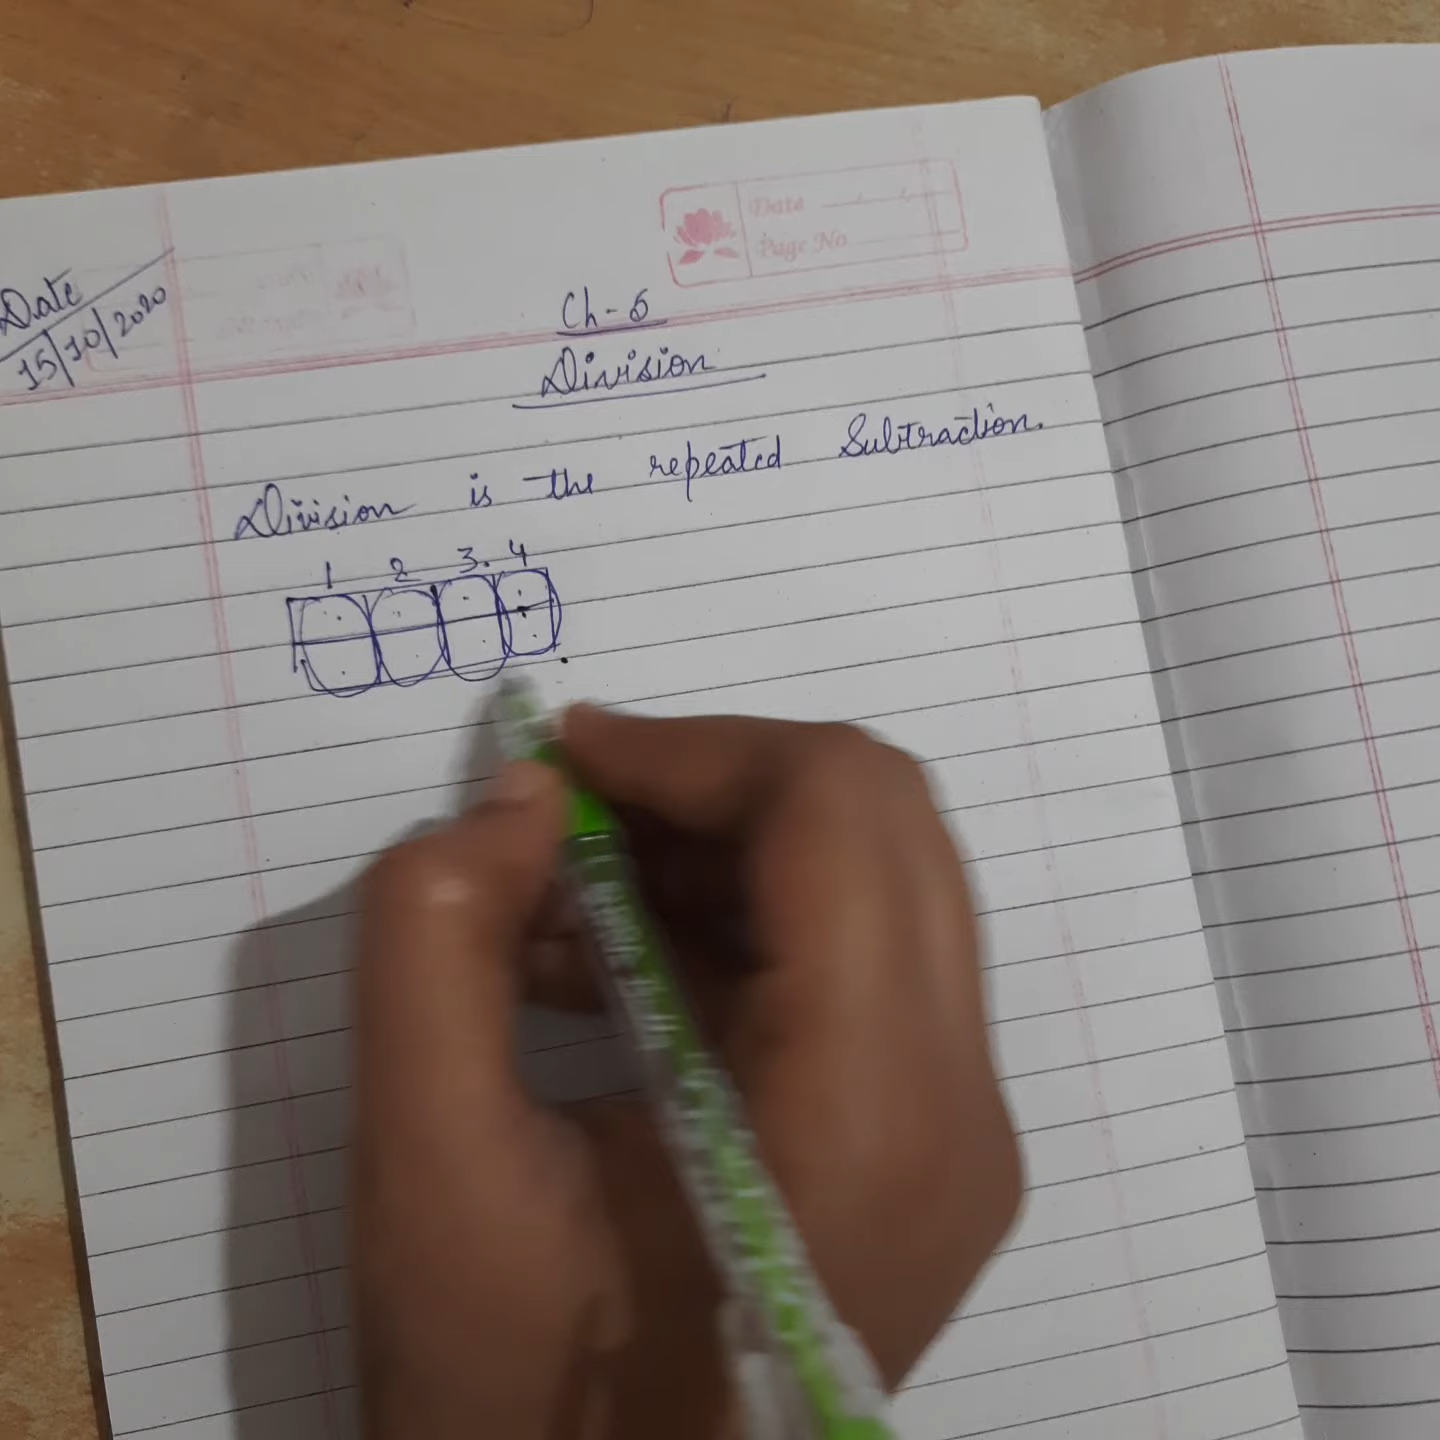 Date
Page No
Date
15/10/2020
Ch-6
Division
Division is the repeated Subtraction.
1 2 3. 4